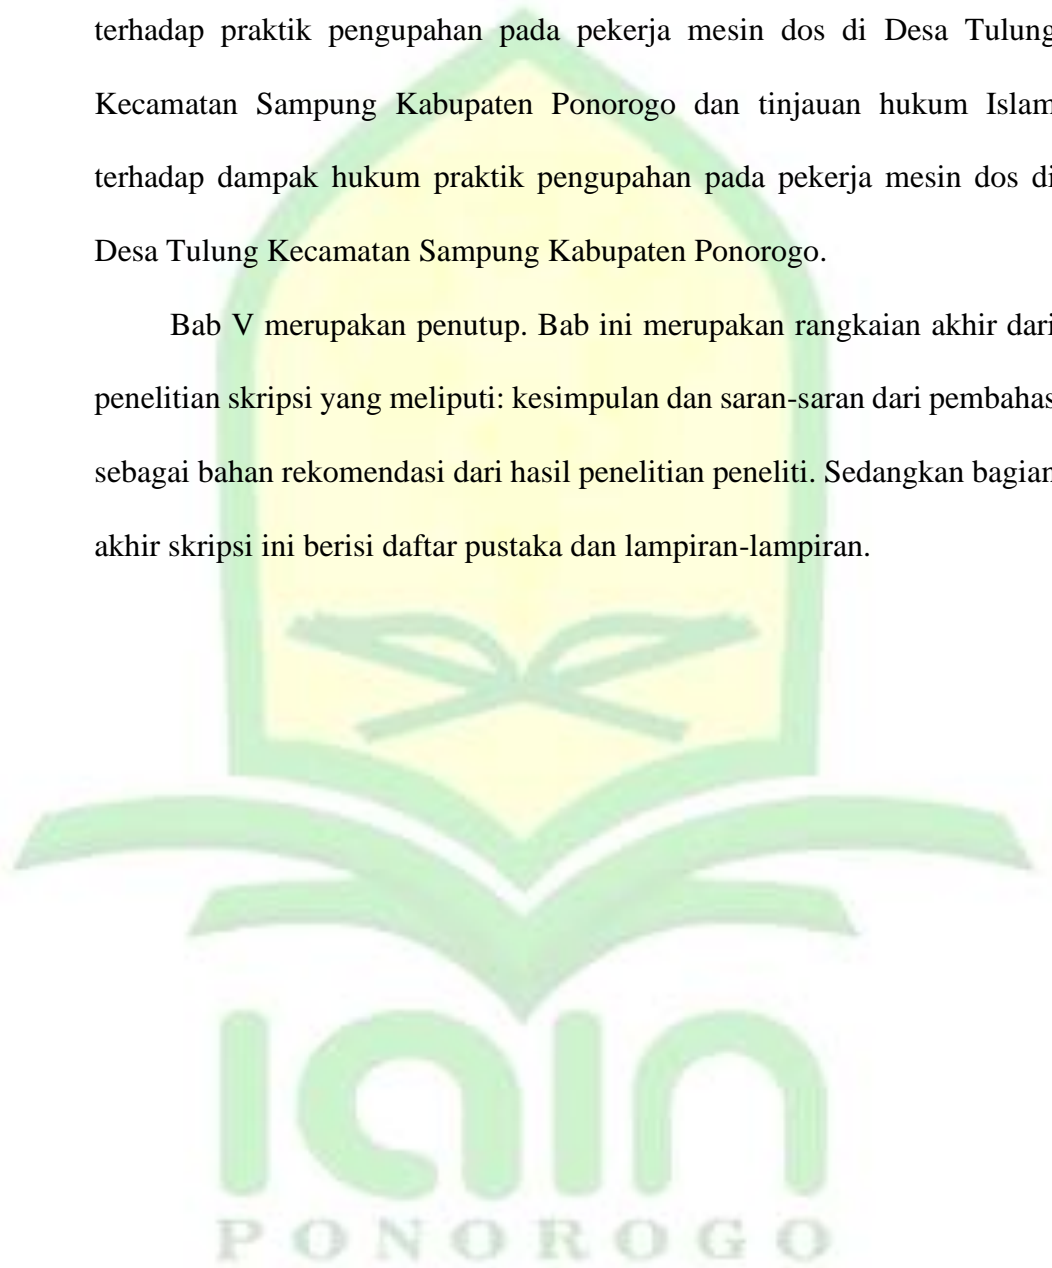 terhadap praktik pengupahan pada pekerja mesin dos di Desa Tulung
Kecamatan Sampung Kabupaten Ponorogo dan tinjauan hukum Islam
terhadap dampak hukum praktik pengupahan pada pekerja mesin dos di
Desa Tulung Kecamatan Sampung Kabupaten Ponorogo.
Bab V merupakan penutup. Bab ini merupakan rangkaian akhir dari
penelitian skripsi yang meliputi: kesimpulan dan saran-saran dari pembahas
sebagai bahan rekomendasi dari hasil penelitian peneliti. Sedangkan bagian
akhir skripsi ini berisi daftar pustaka dan lampiran-lampiran.
iain
PONOROGO